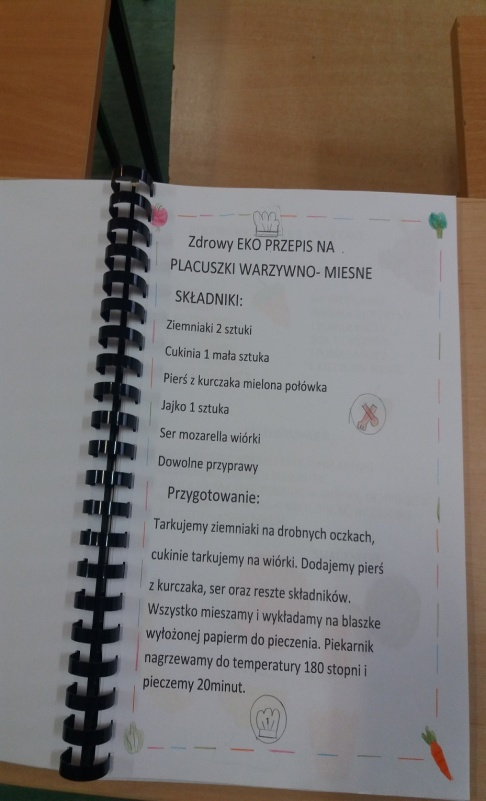 Zdrowy EKO PRZEPIS NA
PLACUSZKI WARZYWNO- MIESNE
SKŁADNIKI:
Ziemniaki 2 sztuki
Cukinia 1 mała sztuka
Pierś z kurczaka mielona połówka
Jajko 1 sztuka
Ser mozarella wiórki
Dowolne przyprawy
Przygotowanie:
Tarkujemy ziemniaki na drobnych oczkach,
cukinie tarkujemy na wiórki. Dodajemy pierś
z kurczaka, ser oraz reszte składników.
Wszystko mieszamy i wykładamy na blaszke
wyłożonej papierm do pieczenia. Piekarnik
nagrzewamy do temperatury 180 stopni i
pieczemy 20minut.
1